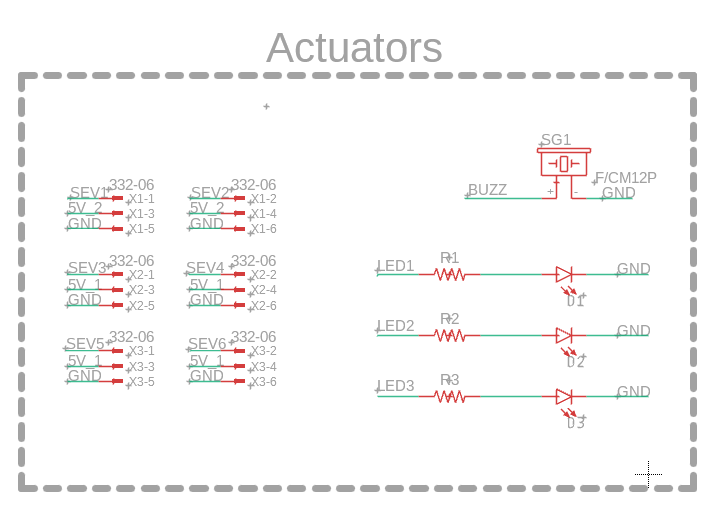 Actuators
SG1
F/CM12P
BUZZ
+ -
GND
332-06 332-06
SEV1 X1-1 SEV2 X1-2
5V_2 X1-3 5V_2 X1-4
GND X1-5 GND X1-6
332-06 332-06
SEV3 X2-1 SEV4 X2-2
5V_1 X2-3 5V_1 X2-4
GND X2-5 GND X2-6
332-06 332-06
SEV5 X3-1 SEV6 X3-2
5V_1 X3-3 5V_1 X3-4
GND X3-5 GND X3-6
LED1 R1 GND
D1
LED2 R2 GND
D2
LED3 R3 GND
D3